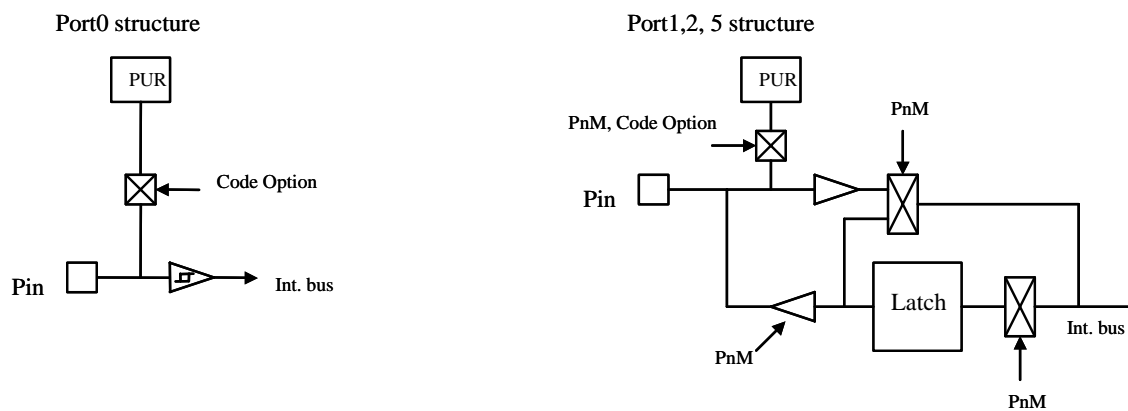 Port0 structure
PUR
Code Option
Pin
Int. bus
Port1,2, 5 structure
PUR
PnM, Code Option
PnM
Pin
Latch
Int. bus
PnM
PnM